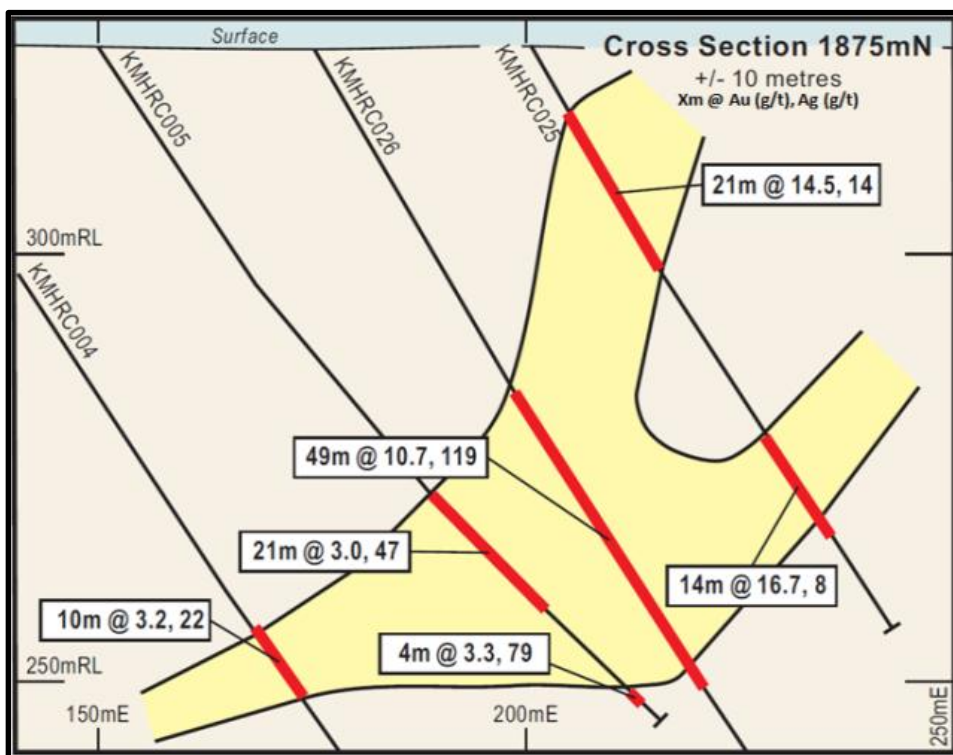 Surface
Cross Section 1875mN
+/- 10 metres
Xm @ Au (g/t), Ag (g/t)
KMHRC005
KMHRC026
KMHRC025
21m @ 14.5, 14
300mRL
KMHRC004
49m @ 10.7, 119
21m @ 3.0, 47
14m @ 16.7, 8
10m @ 3.2, 22
4m @ 3.3, 79
250mRL
150mE
200mE
250mE